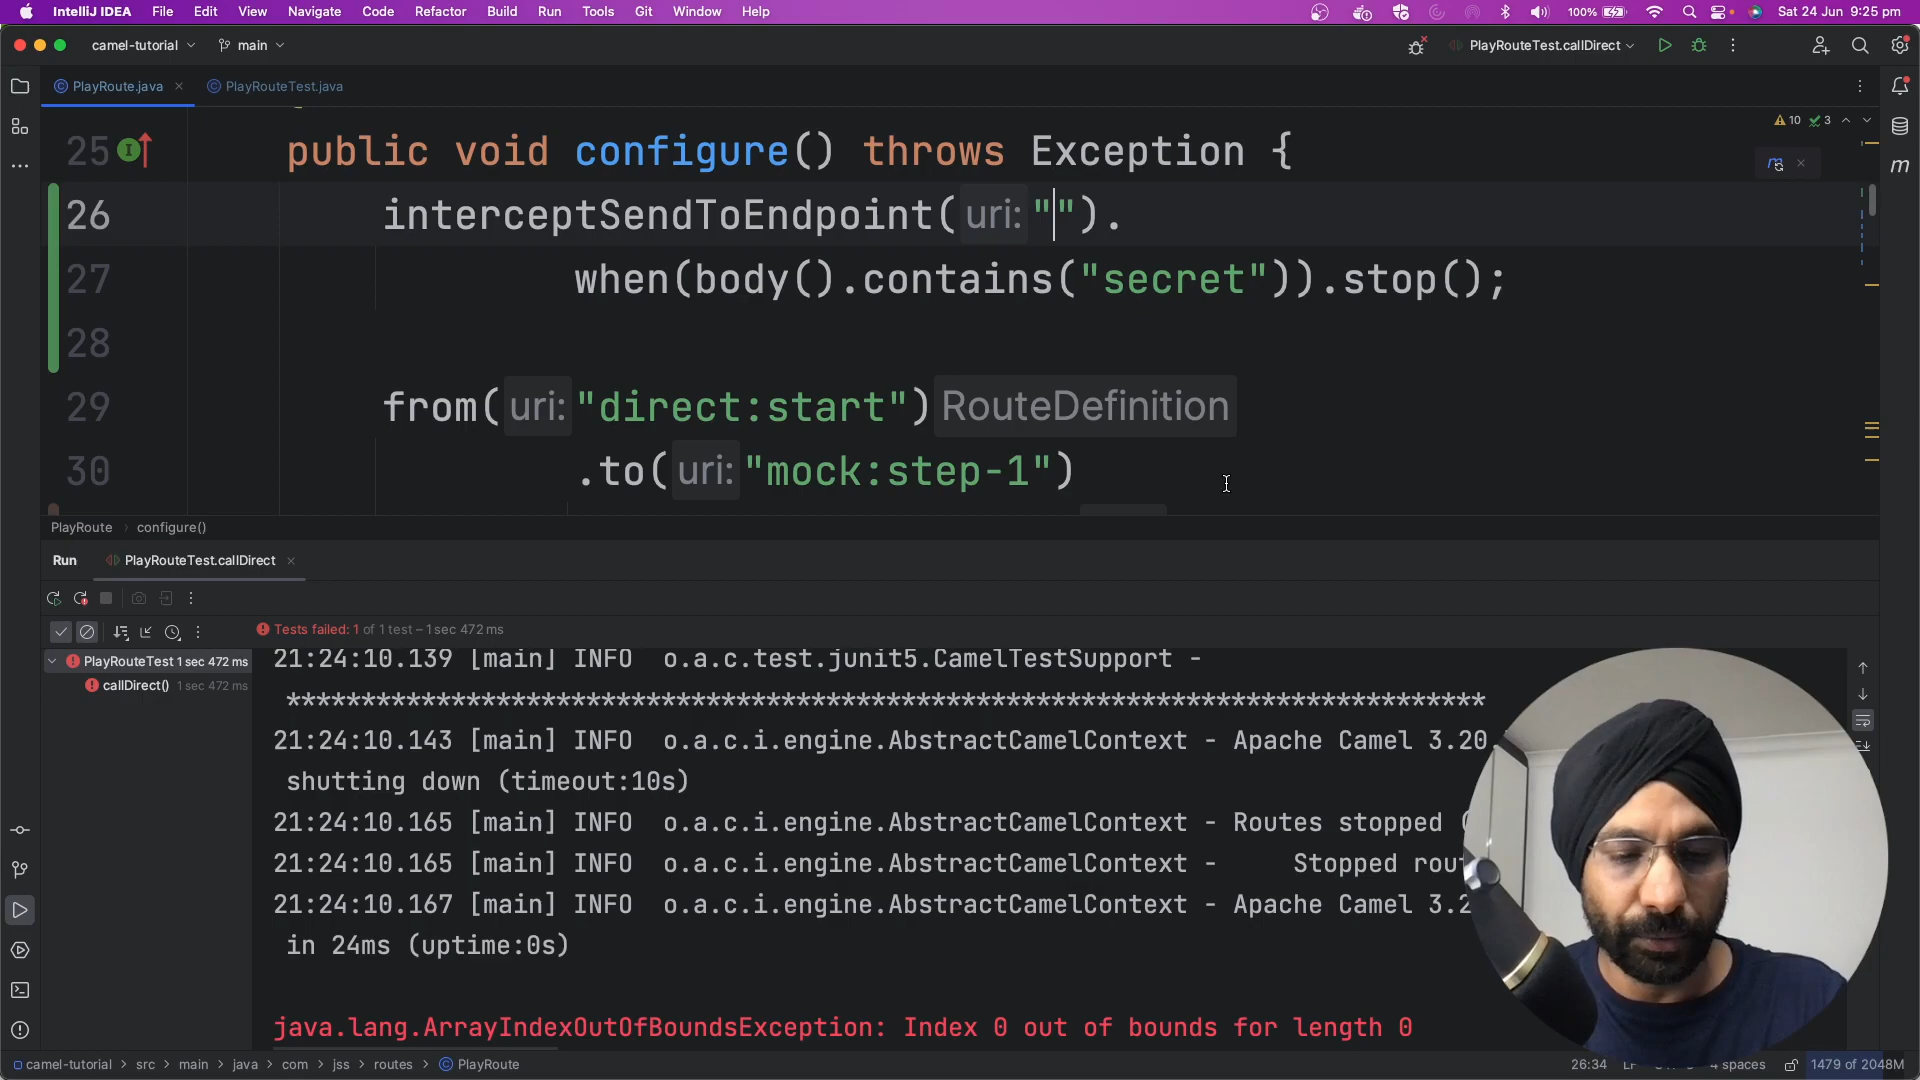 IntelliJ IDEA File Edit View Navigate Code Refactor Build Run Tools Git Window Help 100% Sat 24 Jun 9:25 pm
camel-tutorial main PlayRouteTest.callDirect
PlayRoute.java PlayRouteTest.java
10 3
25 public void configure() throws Exception {
26 interceptSendToEndpoint( uri: "").
27 when(body().contains("secret")).stop();
28
29 from( uri: "direct:start") RouteDefinition
30 .to( uri: "mock:step-1")
PlayRoute configure()
Run PlayRouteTest.callDirect
Tests failed: 1 of 1 test – 1 sec 472 ms
PlayRouteTest 1 sec 472 ms
callDirect() 1 sec 472 ms
21:24:10.139 [main] INFO o.a.c.test.junit5.CamelTestSupport -
********************************************************************************
21:24:10.143 [main] INFO o.a.c.i.engine.AbstractCamelContext - Apache Camel 3.20.
shutting down (timeout:10s)
21:24:10.165 [main] INFO o.a.c.i.engine.AbstractCamelContext - Routes stopped (
21:24:10.165 [main] INFO o.a.c.i.engine.AbstractCamelContext - Stopped
21:24:10.167 [main] INFO o.a.c.i.engine.AbstractCamelContext - Apache Camel
in 24ms (uptime:0s)
java.lang.ArrayIndexOutOfBoundsException: Index 0 out of bounds for length 0
camel-tutorial src main java com jss routes PlayRoute 26:34 4 spaces 1479 of 2048M